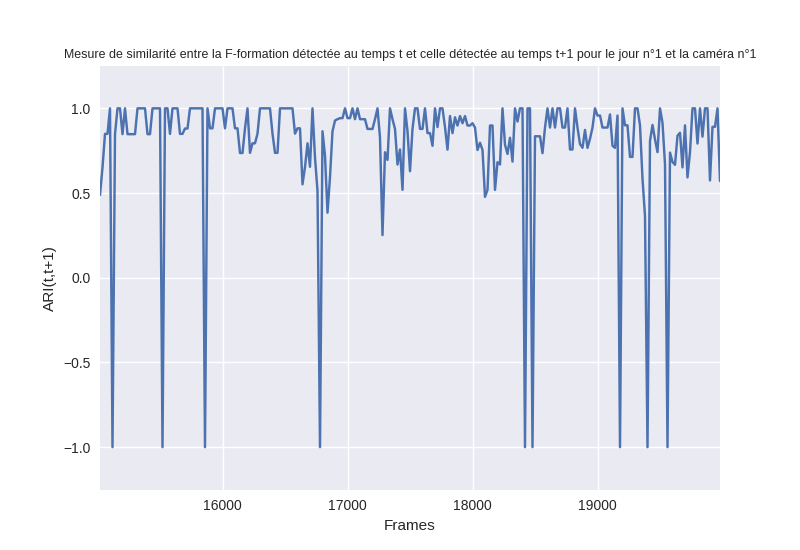 Mesure de similarité entre la F-formation détectée au temps t et celle détectée au temps t+1 pour le jour n°1 et la caméra n°1
1.0
0.5
0.0
−0.5
−1.0
ARI(t,t+1)
16000 17000 18000 19000
Frames